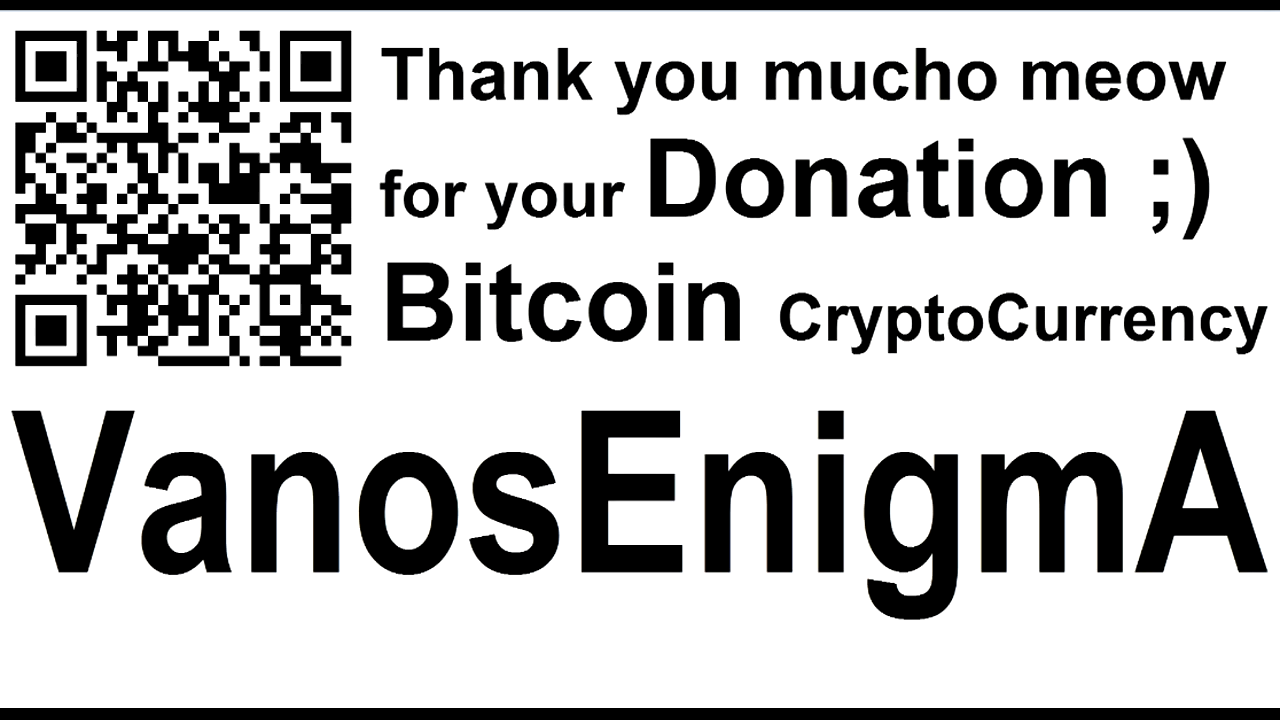 Thank you mucho meow
for your Donation ;)
Bitcoin CryptoCurrency
VanosEnigmA